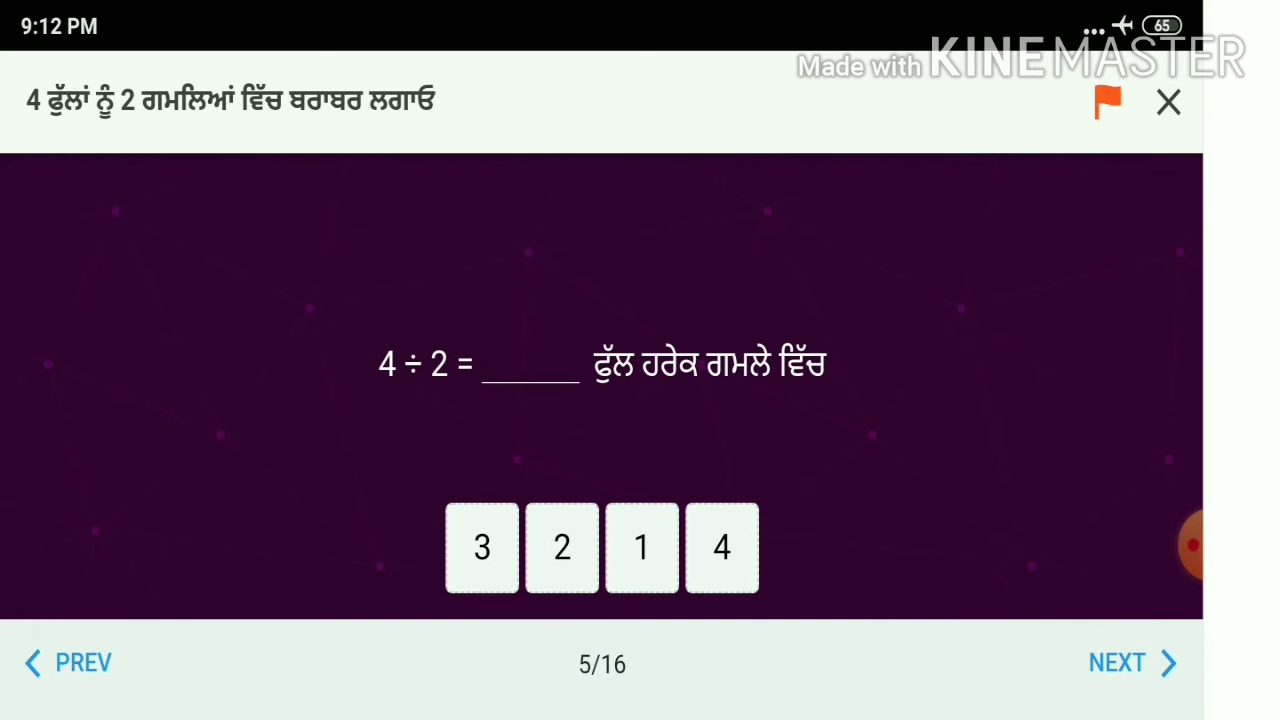 9:12 PM
65
Made with KINEMASTER
4 ਫੁੱਲਾਂ ਨੂੰ 2 ਗਮਲਿਆਂ ਵਿੱਚ ਬਰਾਬਰ ਲਗਾਓ
4 ÷ 2 = ______ ਫੁੱਲ ਹਰੇਕ ਗਮਲੇ ਵਿੱਚ
3 2 1 4
PREV 5/16 NEXT